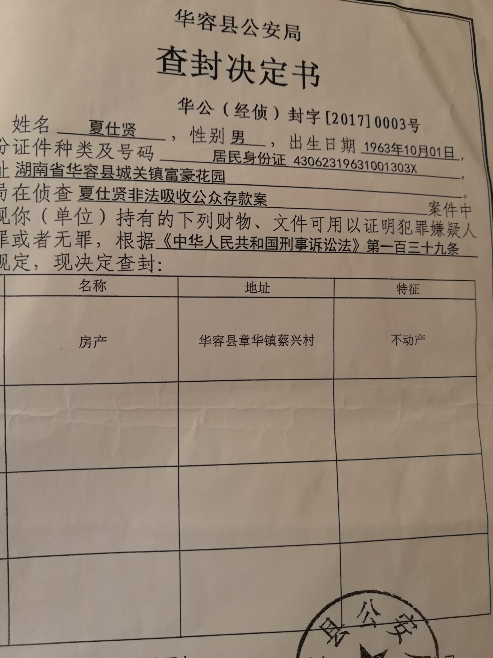 华容县公安局
查封决定书
华公（经侦）封字[2017]0003号
姓名 夏仕贤，性别 男，出生日期 1963年10月01日，
份证件种类及号码 居民身份证 43062319631001303X，
址 湖南省华容县城关镇富豪花园。
局在侦查 夏仕贤非法吸收公众存款案 案件中
现你（单位）持有的下列财物、文件可用以证明犯罪嫌疑人
罪或者无罪，根据《中华人民共和国刑事诉讼法》第一百三十九条
规定，现决定查封：
名称 地址 特征
房产 华容县章华镇蔡兴村 不动产
县公安